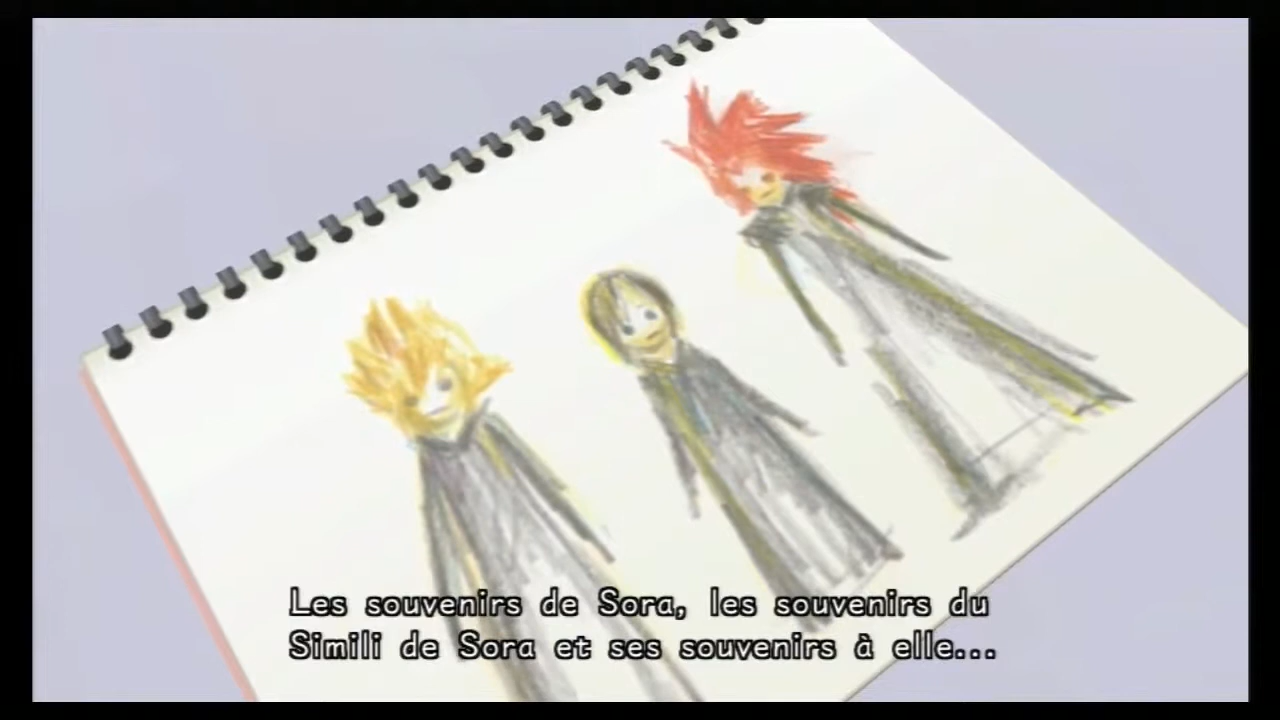 Les souvenirs de Sora, les souvenirs du
Simili de Sora et ses souvenirs à elle...